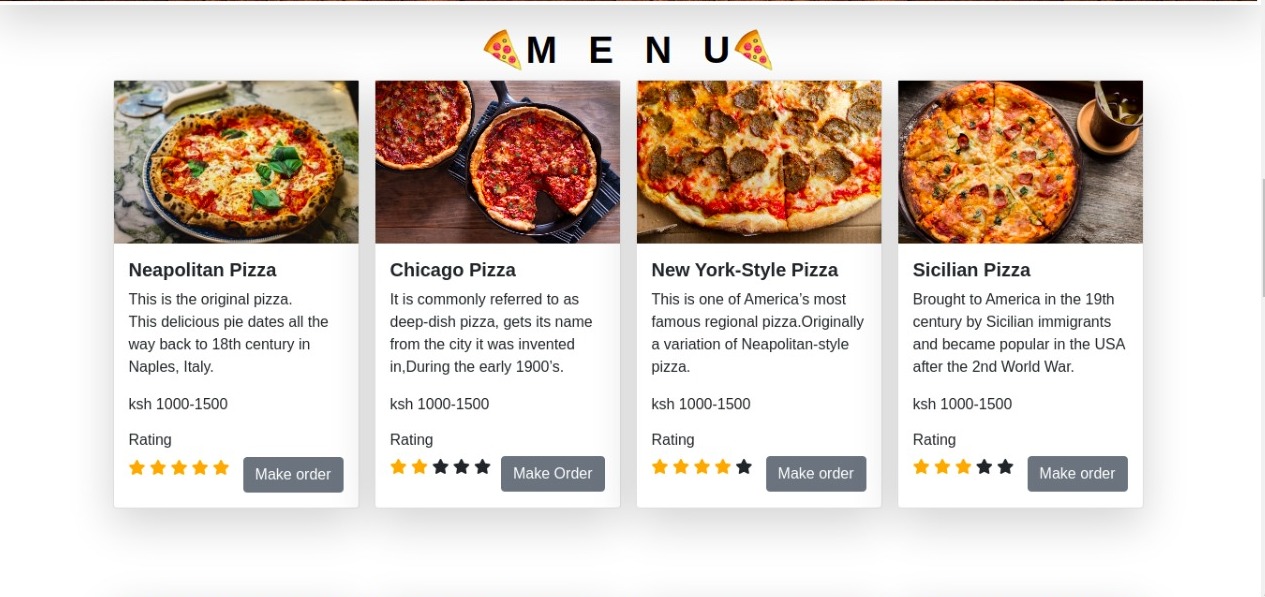 🍕M E N U🍕
Neapolitan Pizza
This is the original pizza.
This delicious pie dates all the
way back to 18th century in
Naples, Italy.
ksh 1000-1500
Rating
Make order
Chicago Pizza
It is commonly referred to as
deep-dish pizza, gets its name
from the city it was invented
in,During the early 1900’s.
ksh 1000-1500
Rating
Make Order
New York-Style Pizza
This is one of America’s most
famous regional pizza.Originally
a variation of Neapolitan-style
pizza.
ksh 1000-1500
Rating
Make order
Sicilian Pizza
Brought to America in the 19th
century by Sicilian immigrants
and became popular in the USA
after the 2nd World War.
ksh 1000-1500
Rating
Make order